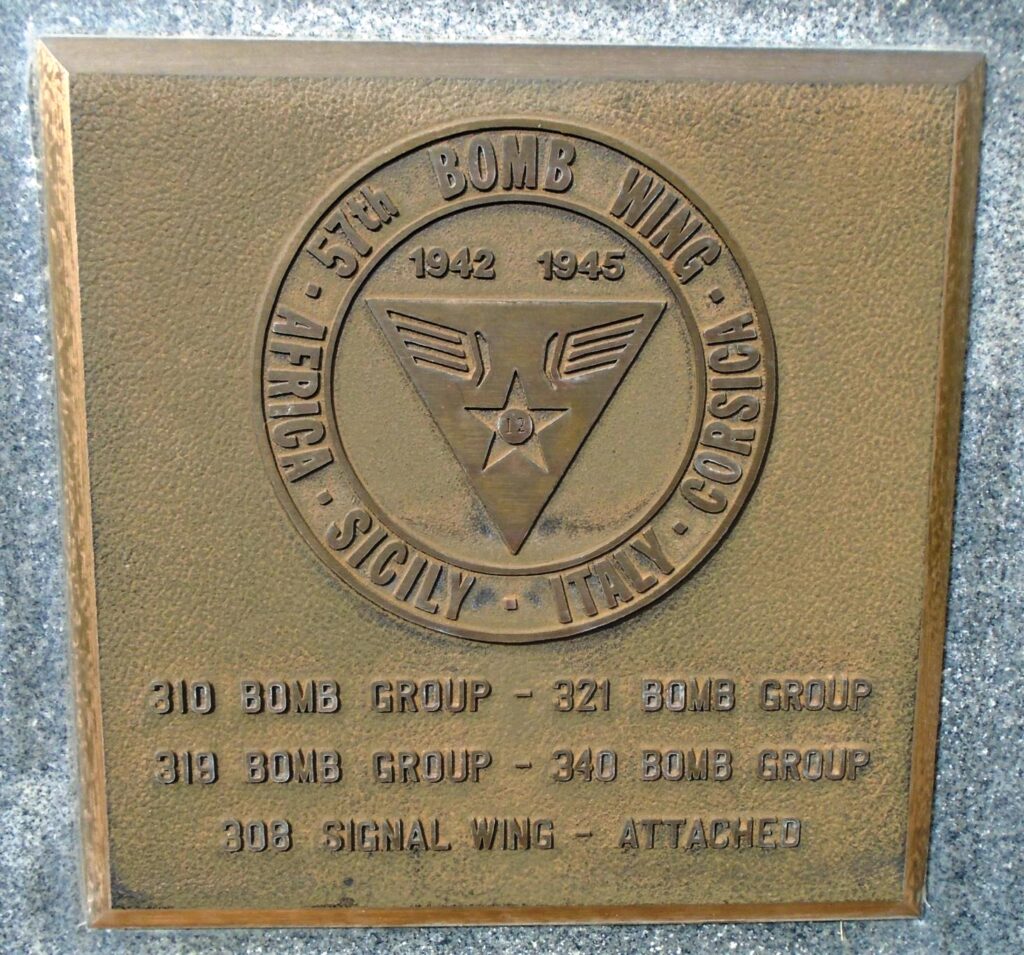 57th BOMB WING · CORSICA · ITALY · SICILY · AFRICA ·
1942 1945
12
310 BOMB GROUP - 321 BOMB GROUP
319 BOMB GROUP - 340 BOMB GROUP
308 SIGNAL WING - ATTACHED